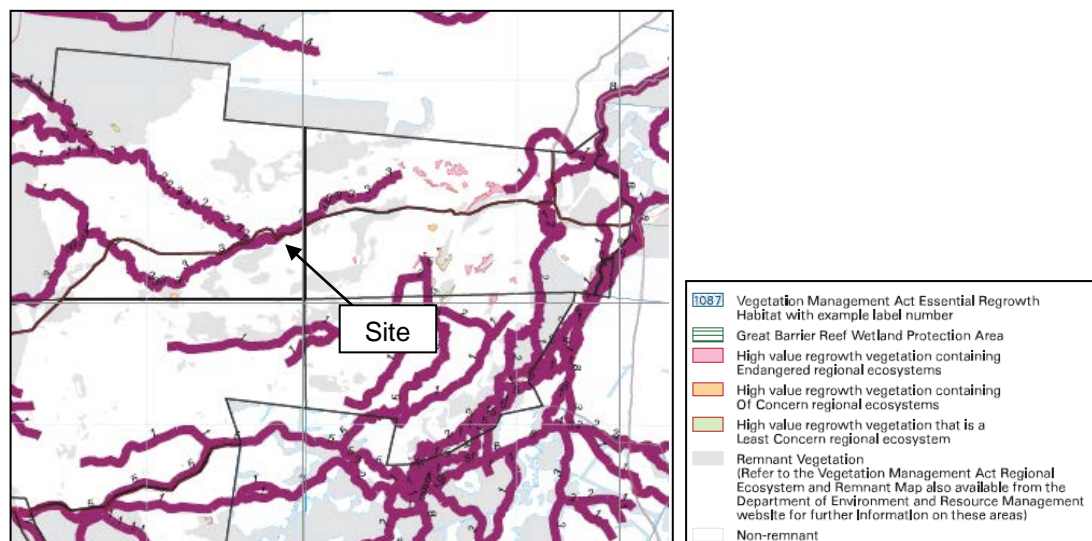 Site
1087 Vegetation Management Act Essential Regrowth
Habitat with example label number
Great Barrier Reef Wetland Protection Area
High value regrowth vegetation containing
Endangered regional ecosystems
High value regrowth vegetation containing
Of Concern regional ecosystems
High value regrowth vegetation that is a
Least Concern regional ecosystem
Remnant Vegetation
(Refer to the Vegetation Management Act Regional
Ecosystem and Remnant Map also available from the
Department of Environment and Resource Management
website for further information on these areas)
Non-remnant